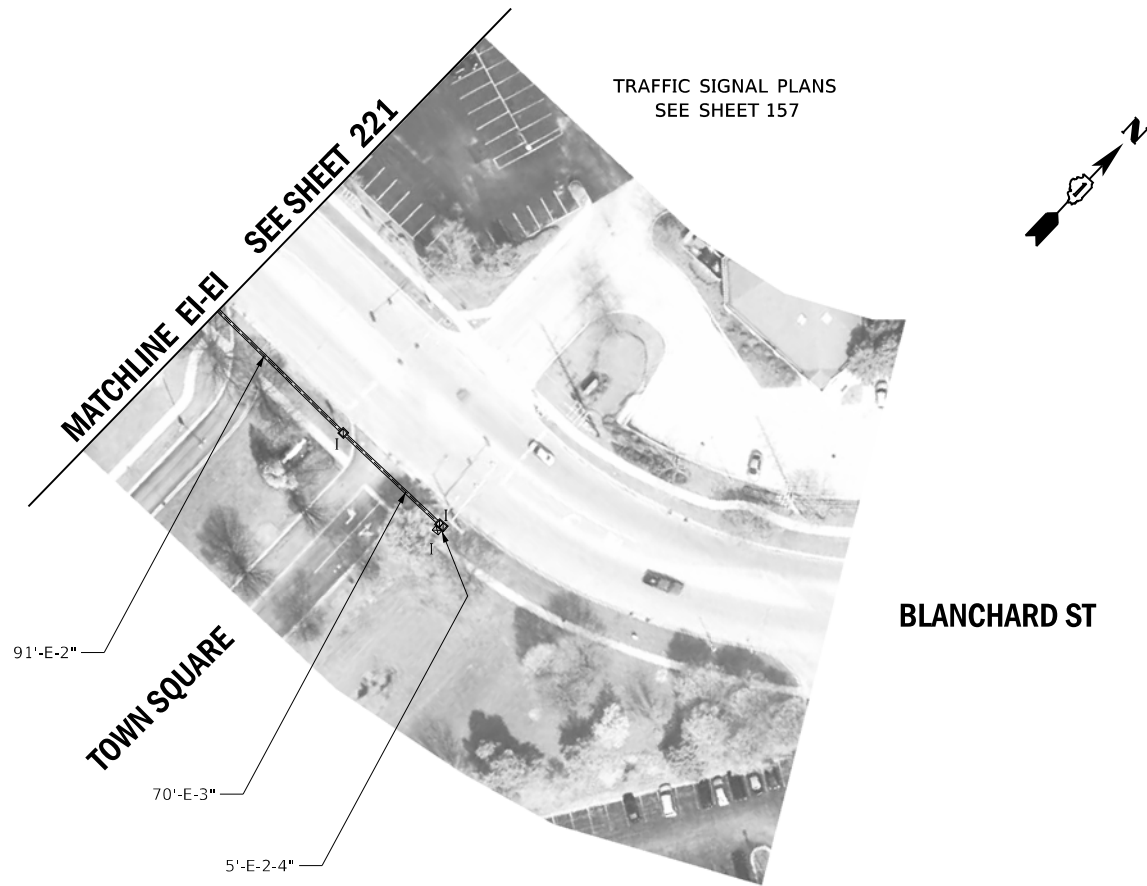 TRAFFIC SIGNAL PLANS
SEE SHEET 157
N
MATCHLINE EI-EI SEE SHEET 221
I
I
I
BLANCHARD ST
91'-E-2"
TOWN SQUARE
70'-E-3"
5'-E-2-4"